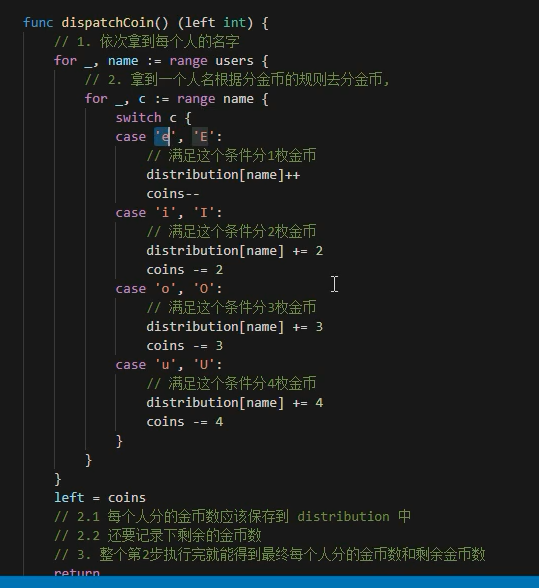 func dispatchCoin() (left int) {
    // 1. 依次拿到每个人的名字
    for _, name := range users {
        // 2. 拿到一个人名根据分金币的规则去分金币,
        for _, c := range name {
            switch c {
            case 'e', 'E':
                // 满足这个条件分1枚金币
                distribution[name]++
                coins--
            case 'i', 'I':
                // 满足这个条件分2枚金币
                distribution[name] += 2
                coins -= 2
            case 'o', 'O':
                // 满足这个条件分3枚金币
                distribution[name] += 3
                coins -= 3
            case 'u', 'U':
                // 满足这个条件分4枚金币
                distribution[name] += 4
                coins -= 4
            }
        }
    }
    left = coins
    // 2.1 每个人分的金币数应该保存到 distribution 中
    // 2.2 还要记录下剩余的金币数
    // 3. 整个第2步执行完就能得到最终每个人分的金币数和剩余金币数
    return